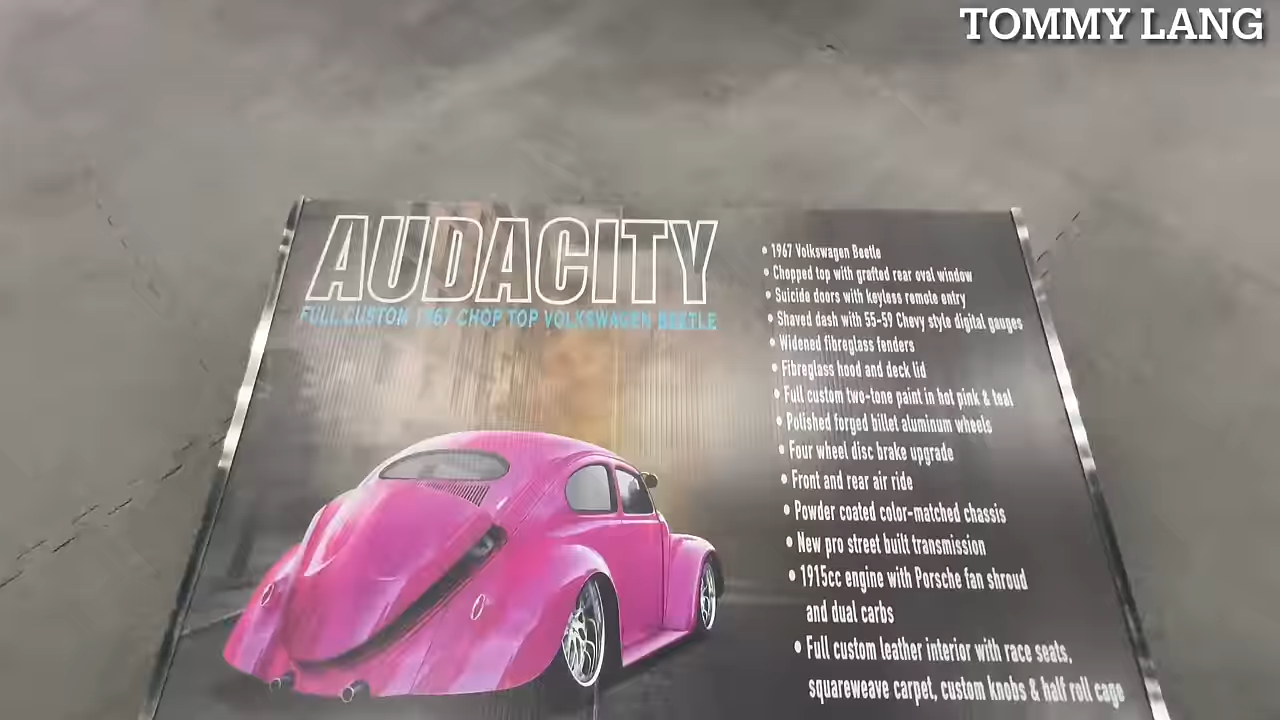 TOMMY LANG
AUDACITY
FULL CUSTOM 1967 CHOP TOP VOLKSWAGEN BEETLE
• 1967 Volkswagen Beetle
• Chopped top with grafted rear oval window
• Suicide doors with keyless remote entry
• Shaved dash with 55-59 Chevy style digital gauges
• Widened fibreglass fenders
• Fibreglass hood and deck lid
• Full custom two-tone paint in hot pink & teal
• Polished forged billet aluminum wheels
• Four wheel disc brake upgrade
• Front and rear air ride
• Powder coated color-matched chassis
• New pro street built transmission
• 1915cc engine with Porsche fan shroud
and dual carbs
• Full custom leather interior with race seats,
squareweave carpet, custom knobs & half roll cage